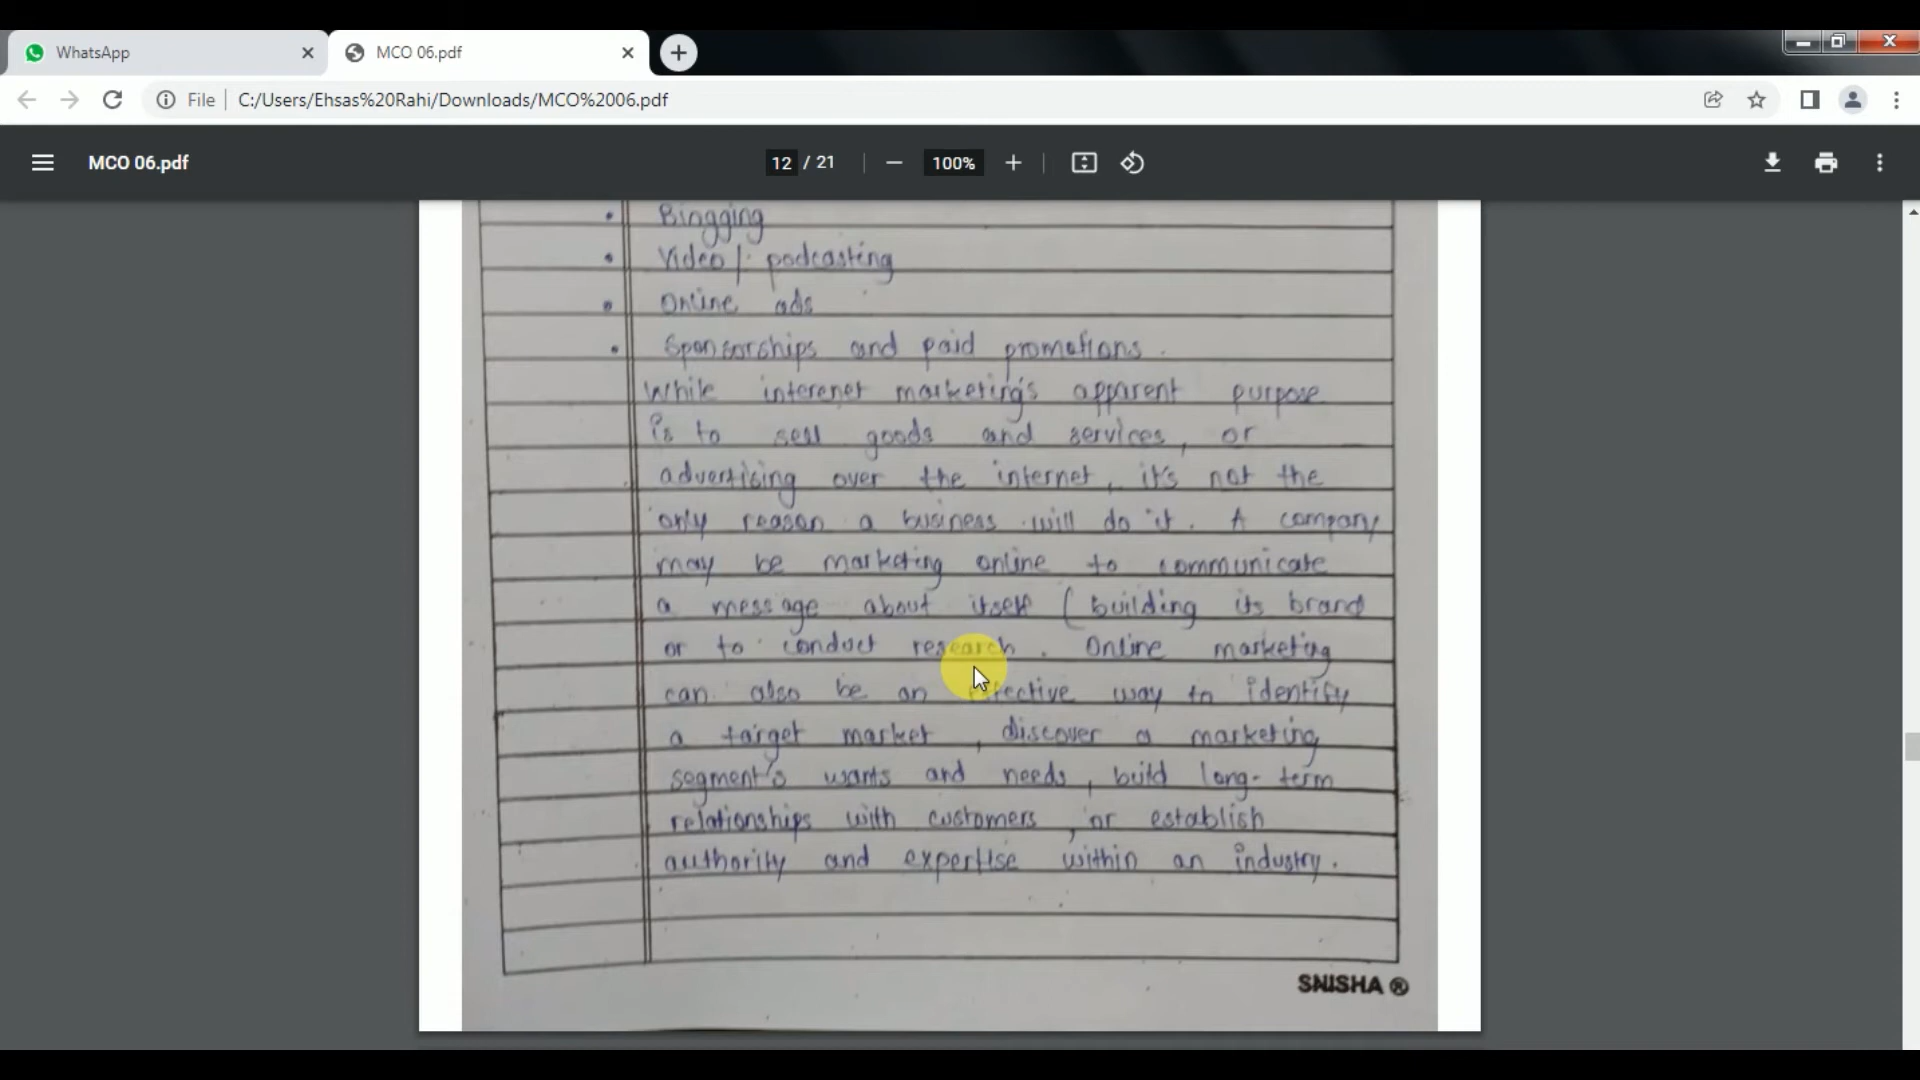 WhatsApp
MCO 06.pdf
File C:/Users/Ehsas%20Rahi/Downloads/MCO%2006.pdf
MCO 06.pdf
12 / 21
100%
Blogging
Video / podcasting
Online ads
Sponsorships and paid promotions.
While interenet marketing's apparent purpose
is to sell goods and services, or
advertising over the internet, it's not the
only reason a business will do it. A company
may be marketing online to communicate
a message about itself (building its brand
or to conduct research. Online marketing
can also be an effective way to identify
a target market, discover a marketing
segment's wants and needs, build long-term
relationships with customers, or establish
authority and expertise within an industry.
SNISHA ®